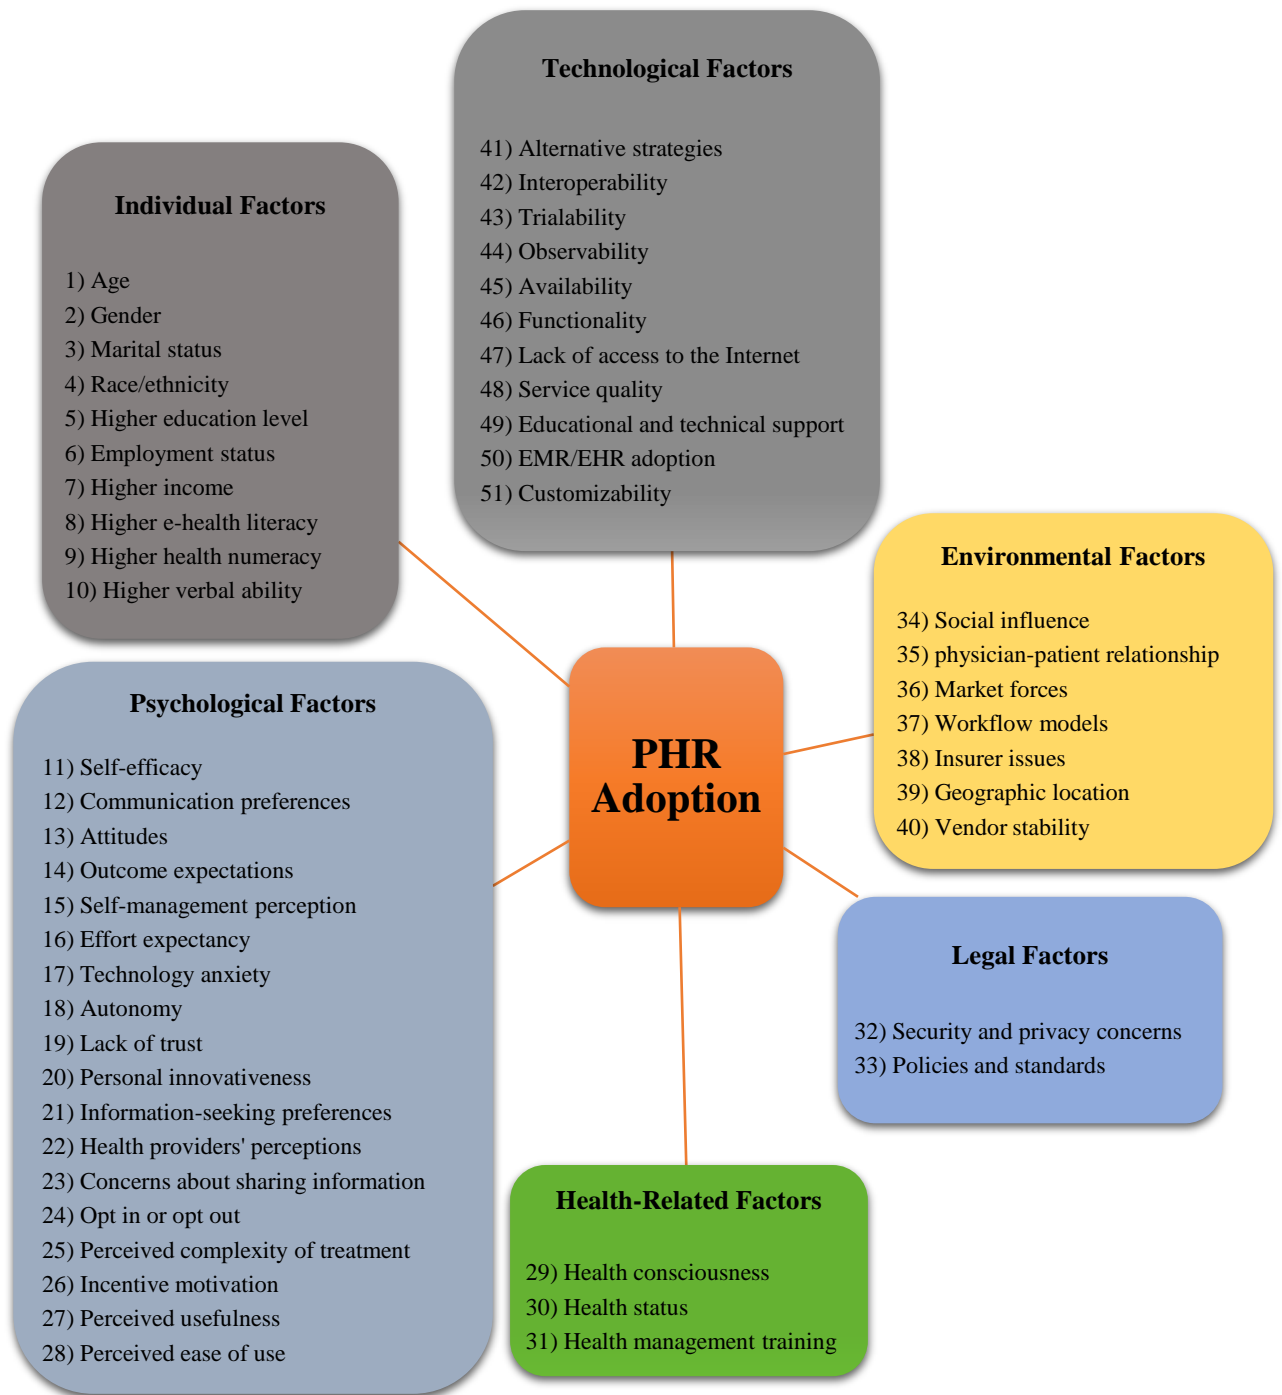 Technological Factors
41) Alternative strategies
42) Interoperability
43) Trialability
44) Observability
45) Availability
46) Functionality
47) Lack of access to the Internet
48) Service quality
49) Educational and technical support
50) EMR/EHR adoption
51) Customizability
Individual Factors
1) Age
2) Gender
3) Marital status
4) Race/ethnicity
5) Higher education level
6) Employment status
7) Higher income
8) Higher e-health literacy
9) Higher health numeracy
10) Higher verbal ability
Environmental Factors
34) Social influence
35) physician-patient relationship
36) Market forces
37) Workflow models
38) Insurer issues
39) Geographic location
40) Vendor stability
PHR
Adoption
Psychological Factors
11) Self-efficacy
12) Communication preferences
13) Attitudes
14) Outcome expectations
15) Self-management perception
16) Effort expectancy
17) Technology anxiety
18) Autonomy
19) Lack of trust
20) Personal innovativeness
21) Information-seeking preferences
22) Health providers' perceptions
23) Concerns about sharing information
24) Opt in or opt out
25) Perceived complexity of treatment
26) Incentive motivation
27) Perceived usefulness
28) Perceived ease of use
Legal Factors
32) Security and privacy concerns
33) Policies and standards
Health-Related Factors
29) Health consciousness
30) Health status
31) Health management training